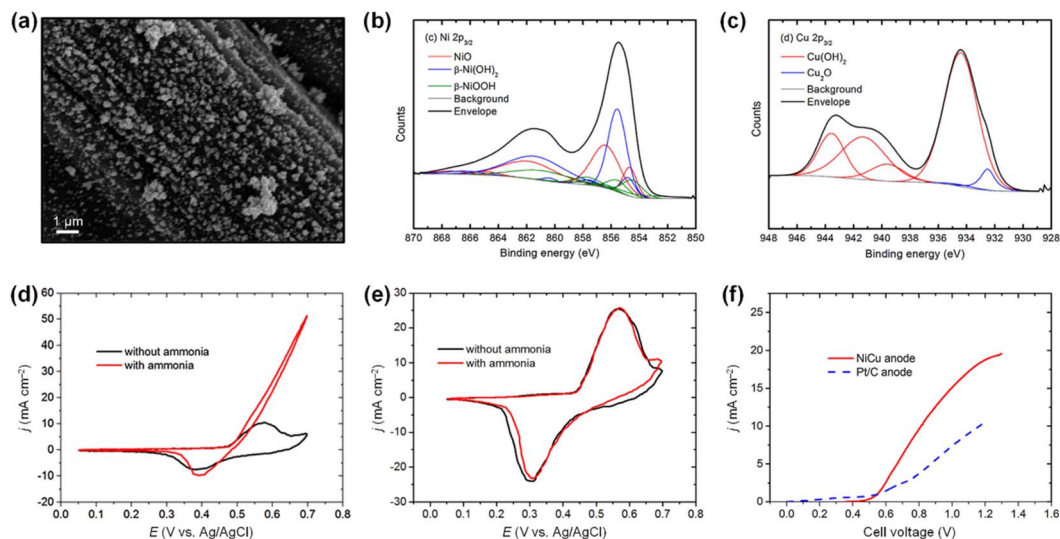 (a)
1 μm
(b)
(c) Ni 2p3/2
NiO
β-Ni(OH)2
β-NiOOH
Background
Envelope
Counts
870 868 866 864 862 860 858 856 854 852 850
Binding energy (eV)
(c)
(d) Cu 2p3/2
Cu(OH)2
Cu2O
Background
Envelope
Counts
948 946 944 942 940 938 936 934 932 930 928
Binding energy (eV)
(d)
60
50
40
30
20
10
0
-10
-20
j (mA cm−2)
without ammonia
with ammonia
0.0 0.1 0.2 0.3 0.4 0.5 0.6 0.7 0.8
E (V vs. Ag/AgCl)
(e)
30
20
10
0
-10
-20
-30
j (mA cm−2)
without ammonia
with ammonia
0.0 0.1 0.2 0.3 0.4 0.5 0.6 0.7 0.8
E (V vs. Ag/AgCl)
(f)
25
20
15
10
5
0
j (mA cm−2)
NiCu anode
Pt/C anode
0.0 0.2 0.4 0.6 0.8 1.0 1.2 1.4 1.6
Cell voltage (V)